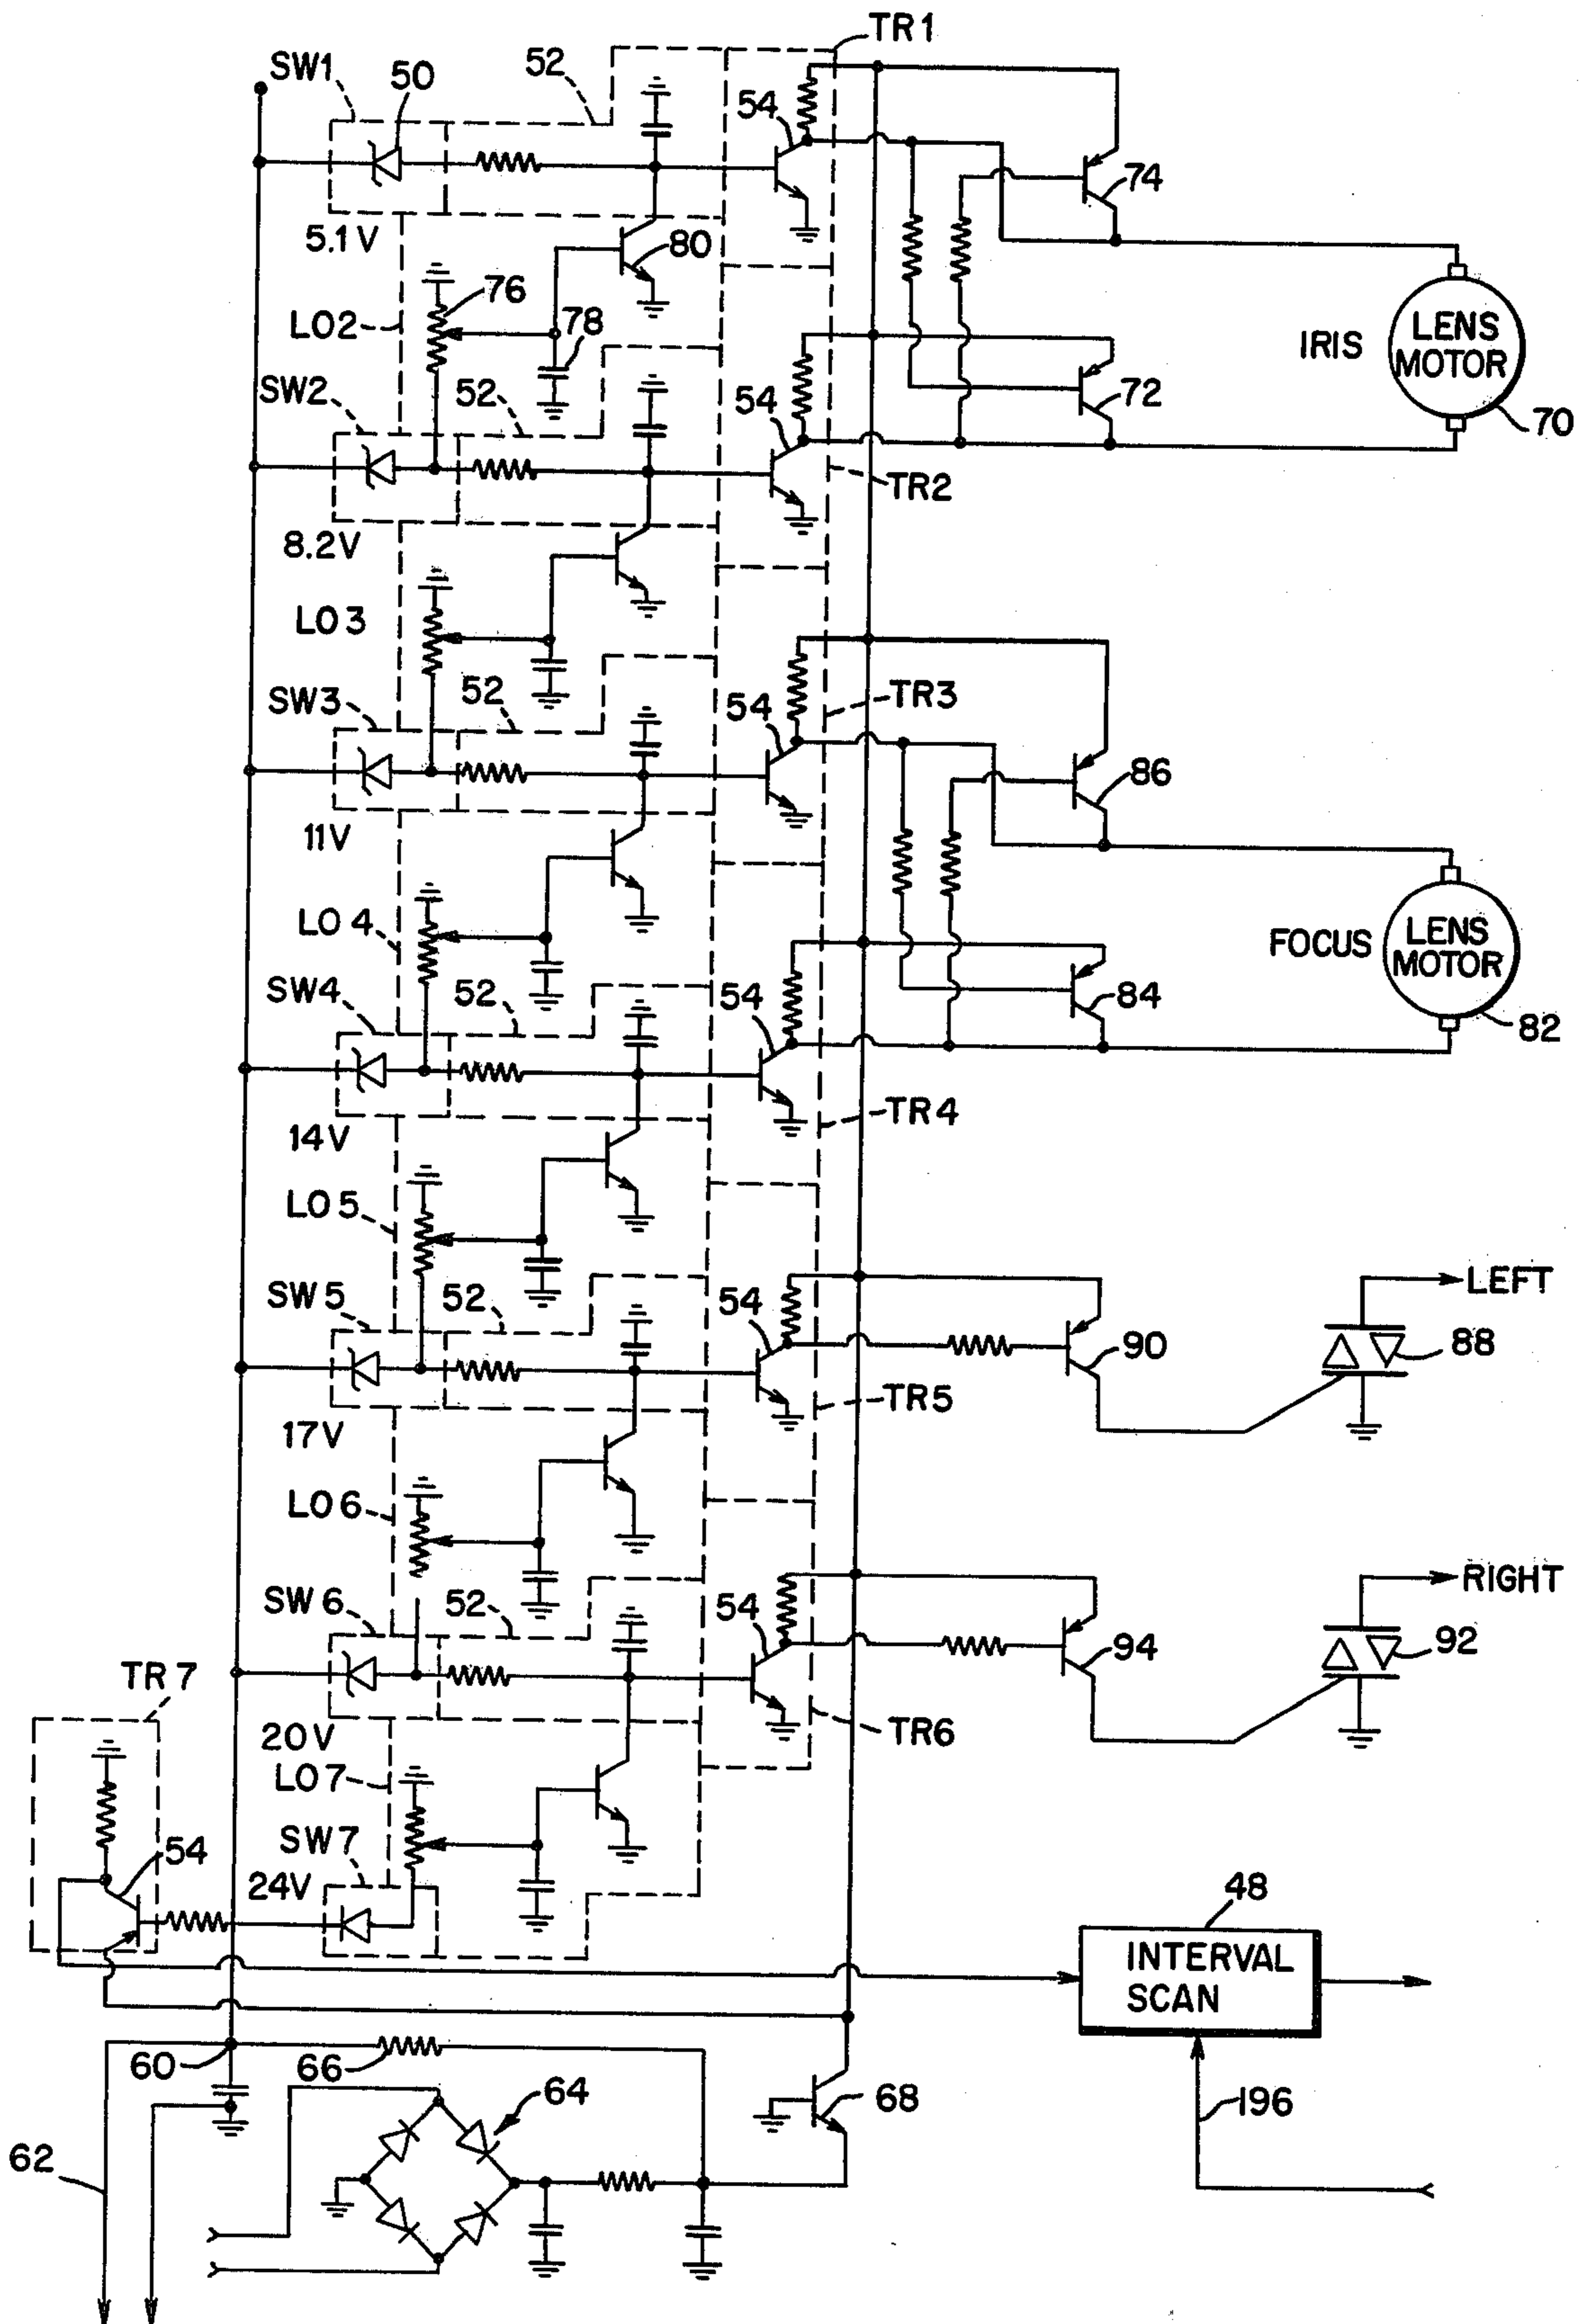 TR1
SW1
50
52
54
74
5.1V
80
76
LO2
78
IRIS
LENS
MOTOR
70
SW2
52
54
72
TR2
8.2V
LO3
SW3
52
54
TR3
86
11V
LO4
FOCUS
LENS
MOTOR
82
SW4
52
54
84
TR4
14V
LO5
LEFT
SW5
52
54
90
88
TR5
17V
LO6
RIGHT
SW6
52
54
94
92
TR7
TR6
20V
LO7
SW7
54
24V
48
INTERVAL
SCAN
60
66
64
68
196
62